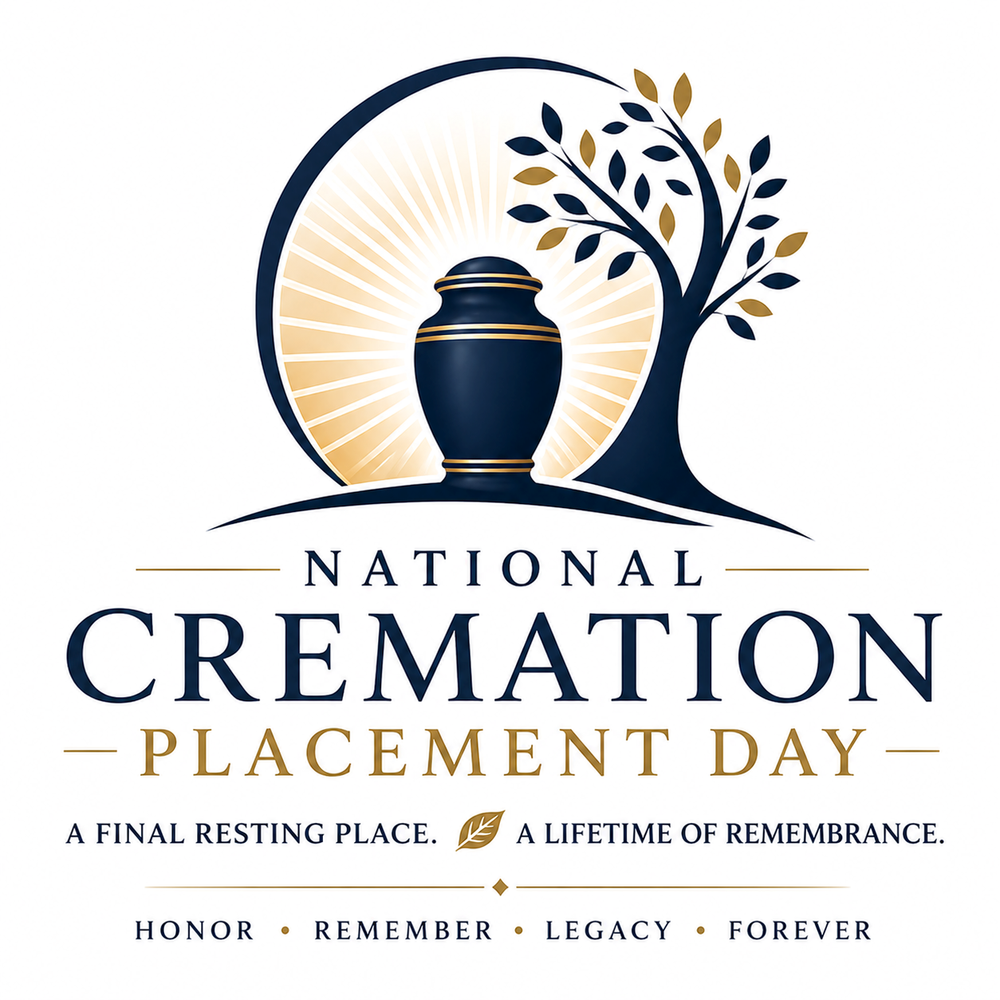 NATIONAL
CREMATION
PLACEMENT DAY
A FINAL RESTING PLACE. A LIFETIME OF REMEMBRANCE.
HONOR • REMEMBER • LEGACY • FOREVER